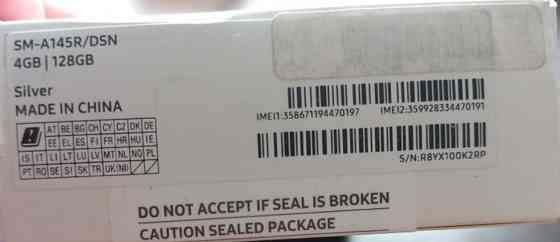 SM-A145R/DSN
4GB | 128GB
Silver
MADE IN CHINA
AT BE BG CH CY CZ DK DE
EE EL ES FI FR HR HU IE
IS IT LI LT LU LV MT NL NO PL
PT RO SE SI SK TR UK(NI)
IMEI1:358671194470197 IMEI2:359928334470191
S/N:R8YX100K2RP
DO NOT ACCEPT IF SEAL IS BROKEN
CAUTION SEALED PACKAGE